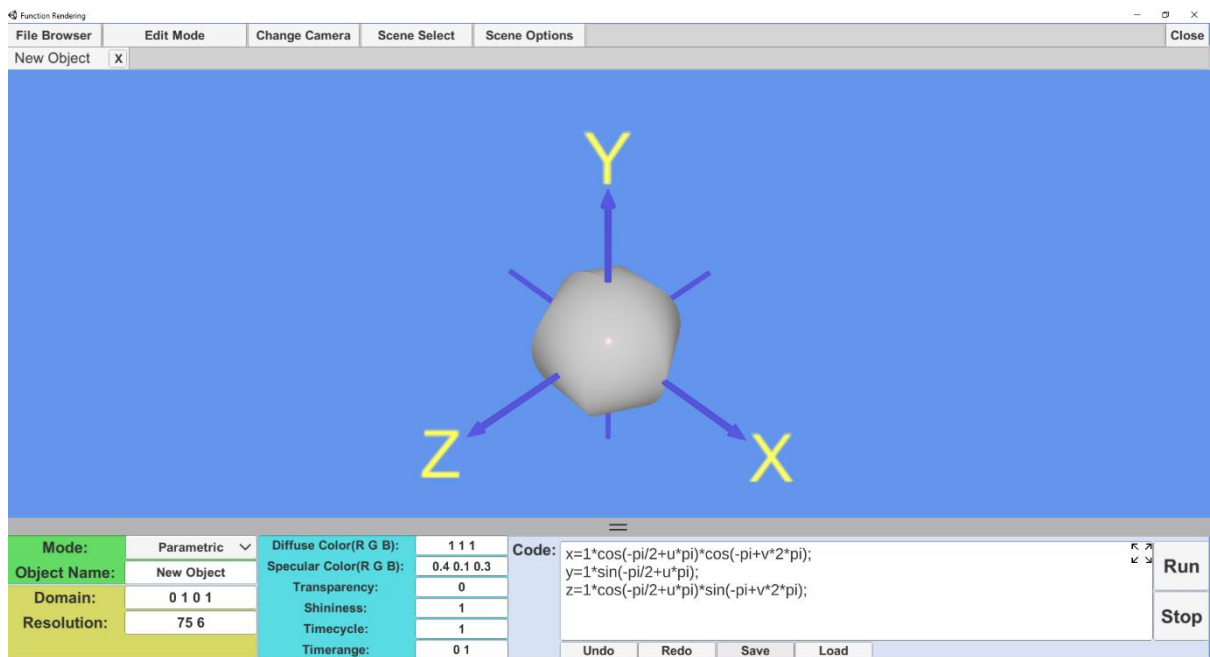 Function Rendering
File Browser Edit Mode Change Camera Scene Select Scene Options Close
New Object X
Y
Z
X
Mode: Parametric
Object Name: New Object
Domain: 0 1 0 1
Resolution: 75 6
Diffuse Color(R G B): 1 1 1
Specular Color(R G B): 0.4 0.1 0.3
Transparency: 0
Shininess: 1
Timecycle: 1
Timerange: 0 1
Code:
x=1*cos(-pi/2+u*pi)*cos(-pi+v*2*pi);
y=1*sin(-pi/2+u*pi);
z=1*cos(-pi/2+u*pi)*sin(-pi+v*2*pi);
Run
Stop
Undo Redo Save Load